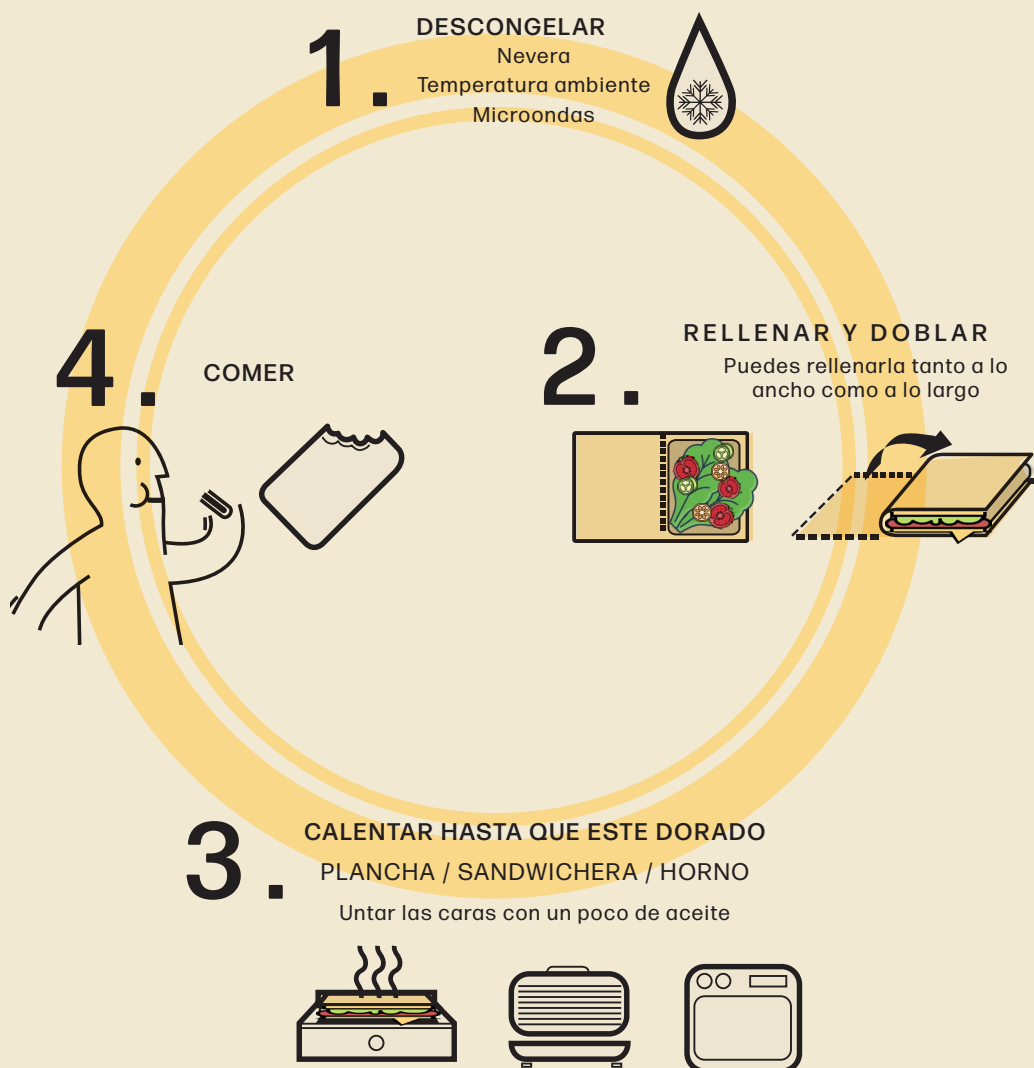 1.
DESCONGELAR
Nevera
Temperatura ambiente
Microondas
2.
RELLENAR Y DOBLAR
Puedes rellenarla tanto a lo
ancho como a lo largo
3.
CALENTAR HASTA QUE ESTE DORADO
PLANCHA / SANDWICHERA / HORNO
Untar las caras con un poco de aceite
4.
COMER